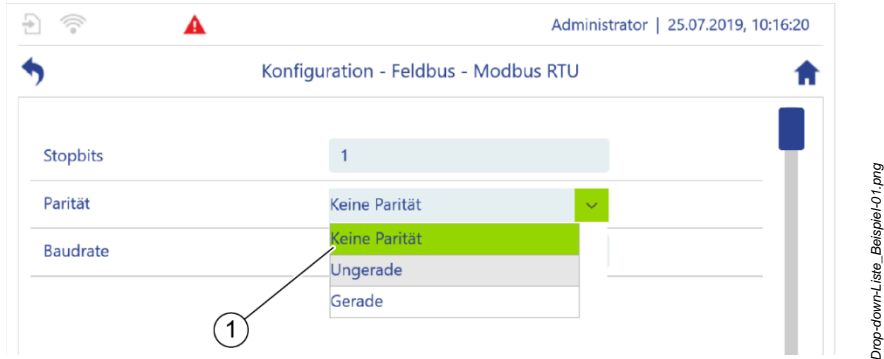 Administrator | 25.07.2019, 10:16:20
Konfiguration - Feldbus - Modbus RTU
Stopbits 1
Parität Keine Parität
Keine Parität
Baudrate
Ungerade
Gerade
1
Drop-down-Liste_Beispiel-01.png